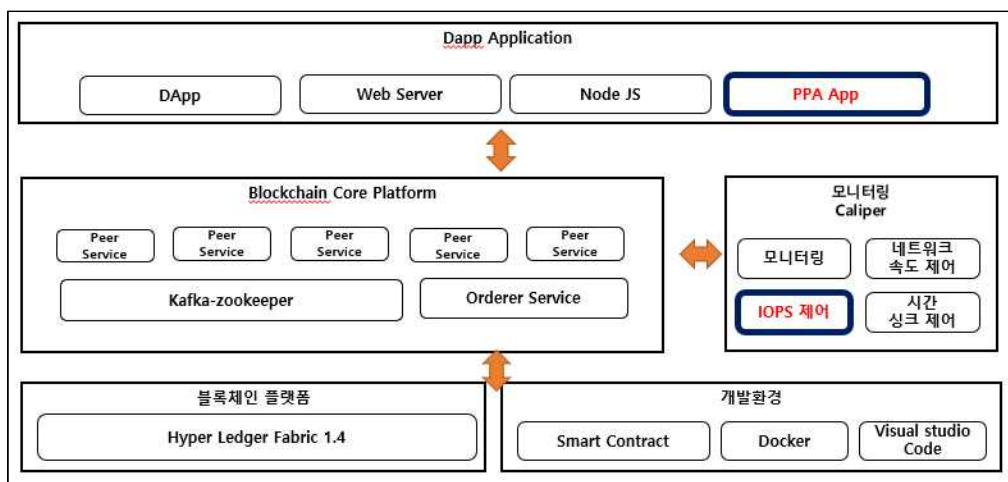 Dapp Application
DApp
Web Server
Node JS
PPA App
Blockchain Core Platform
Peer
Service
Peer
Service
Peer
Service
Peer
Service
Peer
Service
Kafka-zookeeper
Orderer Service
모니터링
Caliper
모니터링
네트워크
속도 제어
IOPS 제어
시간
싱크 제어
블록체인 플랫폼
Hyper Ledger Fabric 1.4
개발환경
Smart Contract
Docker
Visual studio
Code